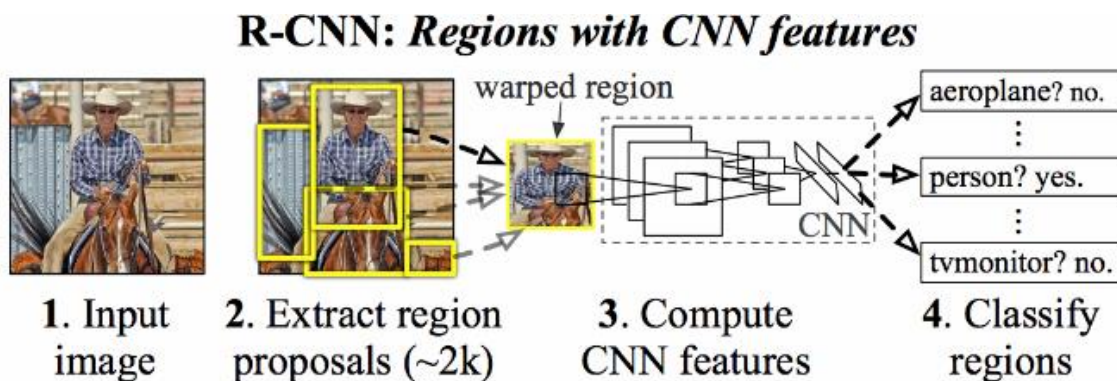 R-CNN: Regions with CNN features
warped region
aeroplane? no.
person? yes.
CNN
tvmonitor? no.
1. Input
image
2. Extract region
proposals (~2k)
3. Compute
CNN features
4. Classify
regions